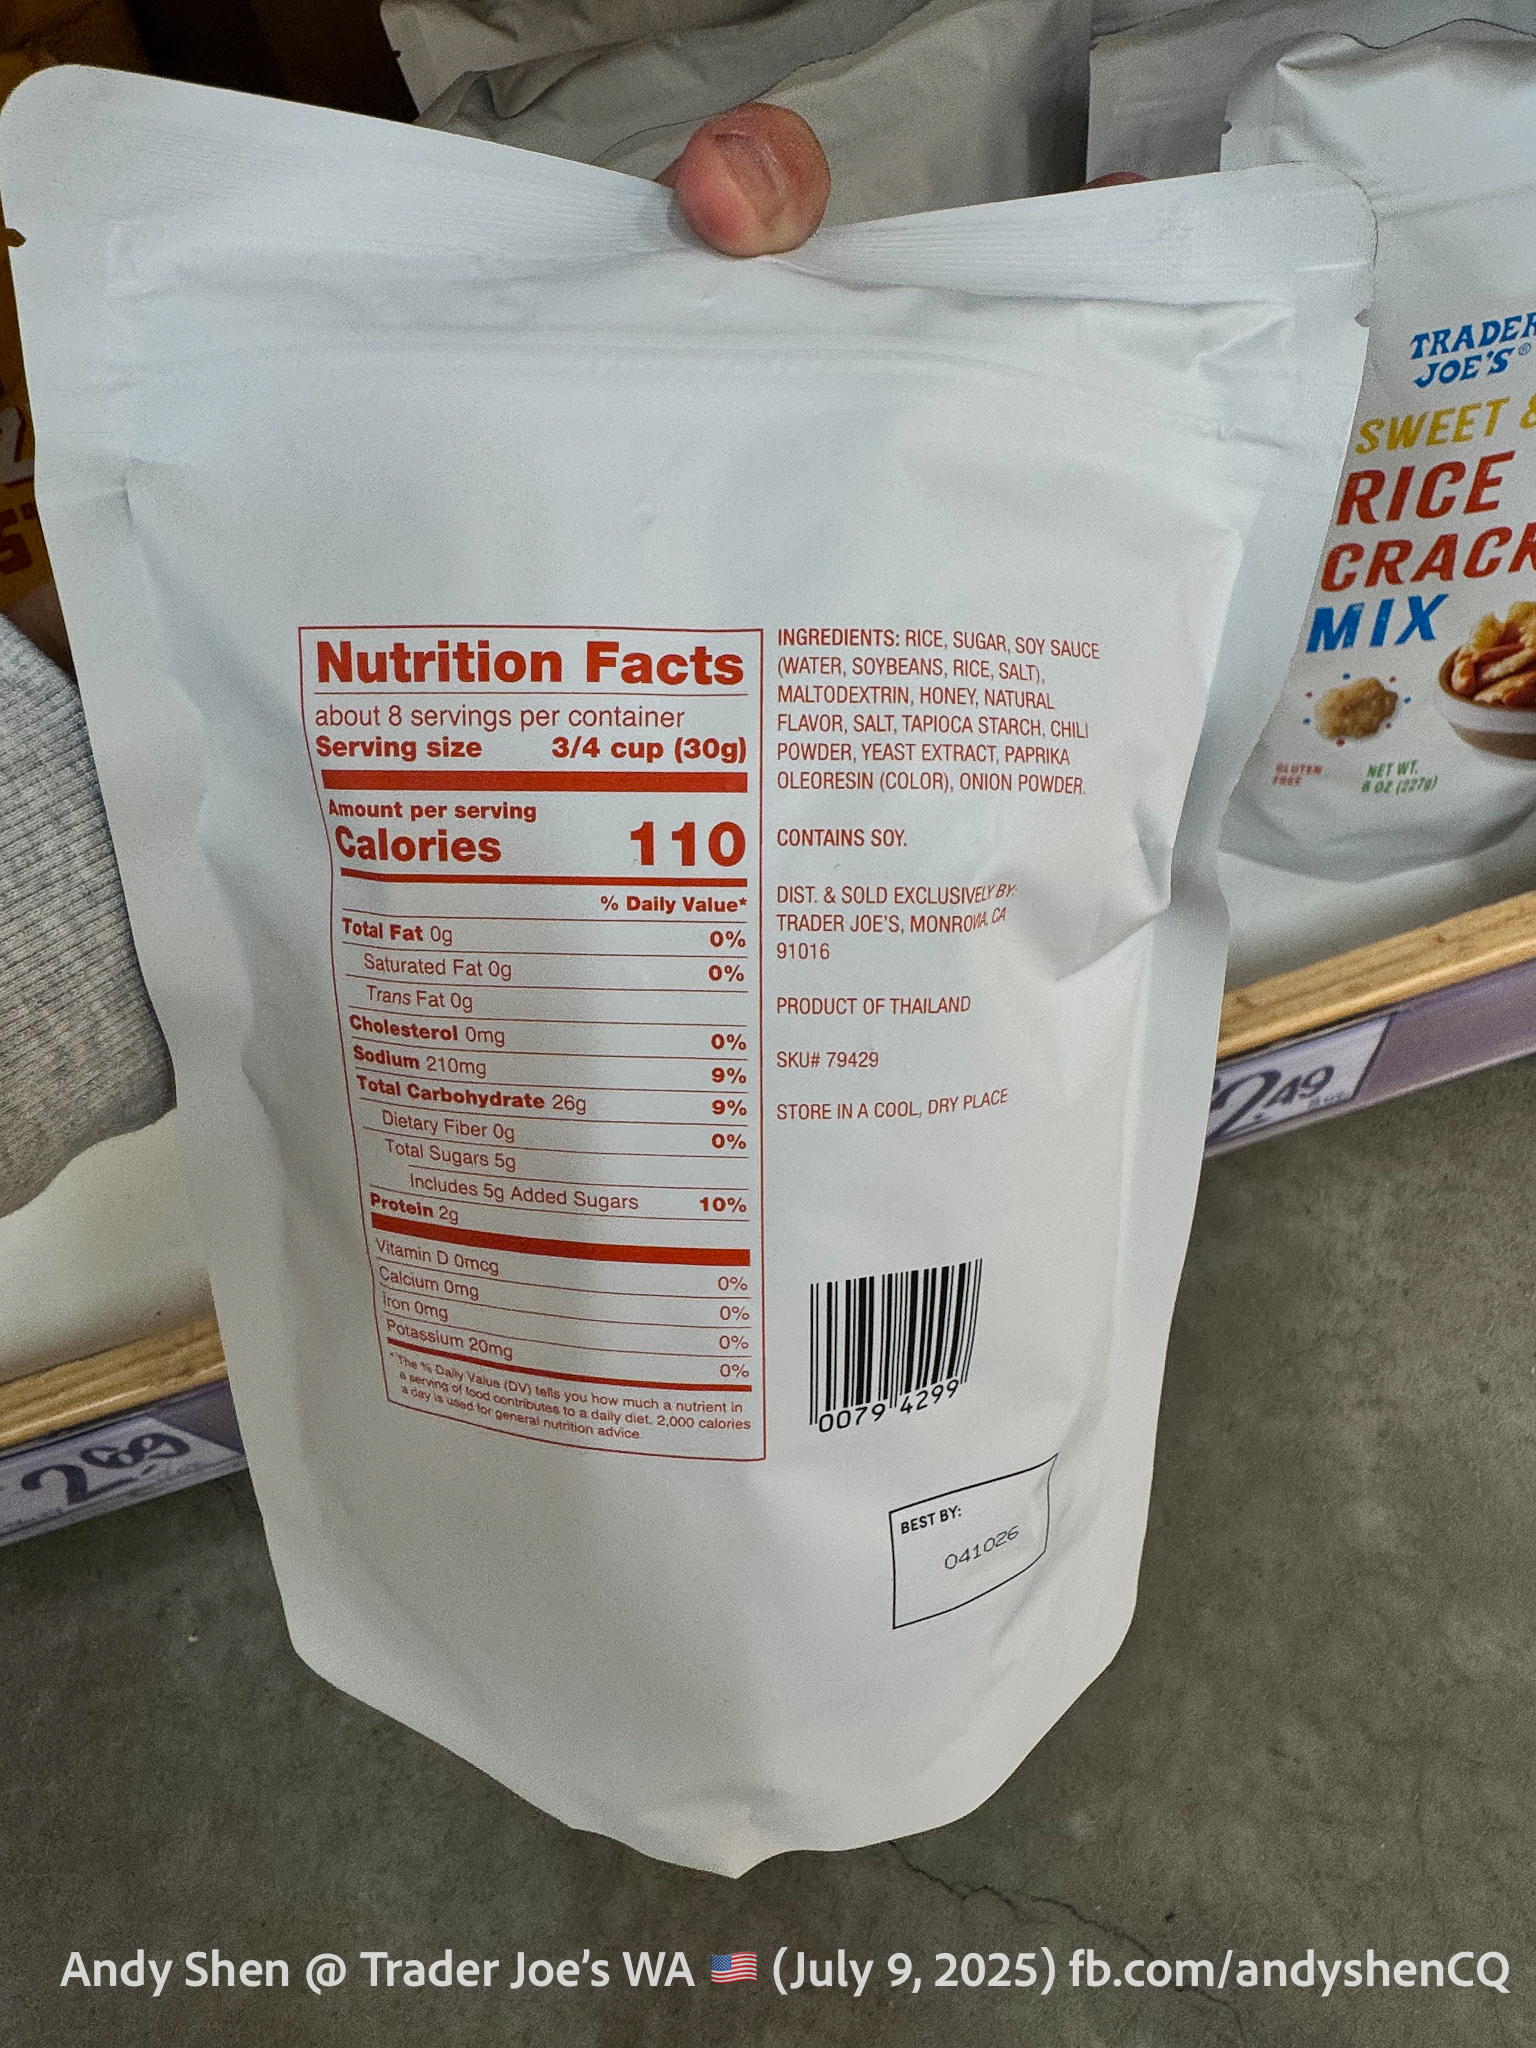 Nutrition Facts
about 8 servings per container
Serving size 3/4 cup (30g)
Amount per serving
Calories 110
% Daily Value*
Total Fat 0g 0%
Saturated Fat 0g 0%
Trans Fat 0g
Cholesterol 0mg 0%
Sodium 210mg 9%
Total Carbohydrate 26g 9%
Dietary Fiber 0g 0%
Total Sugars 5g
Includes 5g Added Sugars 10%
Protein 2g
Vitamin D 0mcg 0%
Calcium 0mg 0%
Iron 0mg 0%
Potassium 20mg 0%
*The % Daily Value (DV) tells you how much a nutrient in
a serving of food contributes to a daily diet. 2,000 calories
a day is used for general nutrition advice.
INGREDIENTS: RICE, SUGAR, SOY SAUCE
(WATER, SOYBEANS, RICE, SALT),
MALTODEXTRIN, HONEY, NATURAL
FLAVOR, SALT, TAPIOCA STARCH, CHILI
POWDER, YEAST EXTRACT, PAPRIKA
OLEORESIN (COLOR), ONION POWDER.
CONTAINS SOY.
DIST. & SOLD EXCLUSIVELY BY:
TRADER JOE'S, MONROVIA, CA
91016
PRODUCT OF THAILAND
SKU# 79429
STORE IN A COOL, DRY PLACE
0079 4299
BEST BY:
041026
TRADER
JOE'S®
SWEET &
RICE
CRACK
MIX
GLUTEN
FREE
NET WT.
8 OZ (227g)
2.49
2.69
Andy Shen @ Trader Joe's WA 🇺🇸 (July 9, 2025) fb.com/andyshenCQ